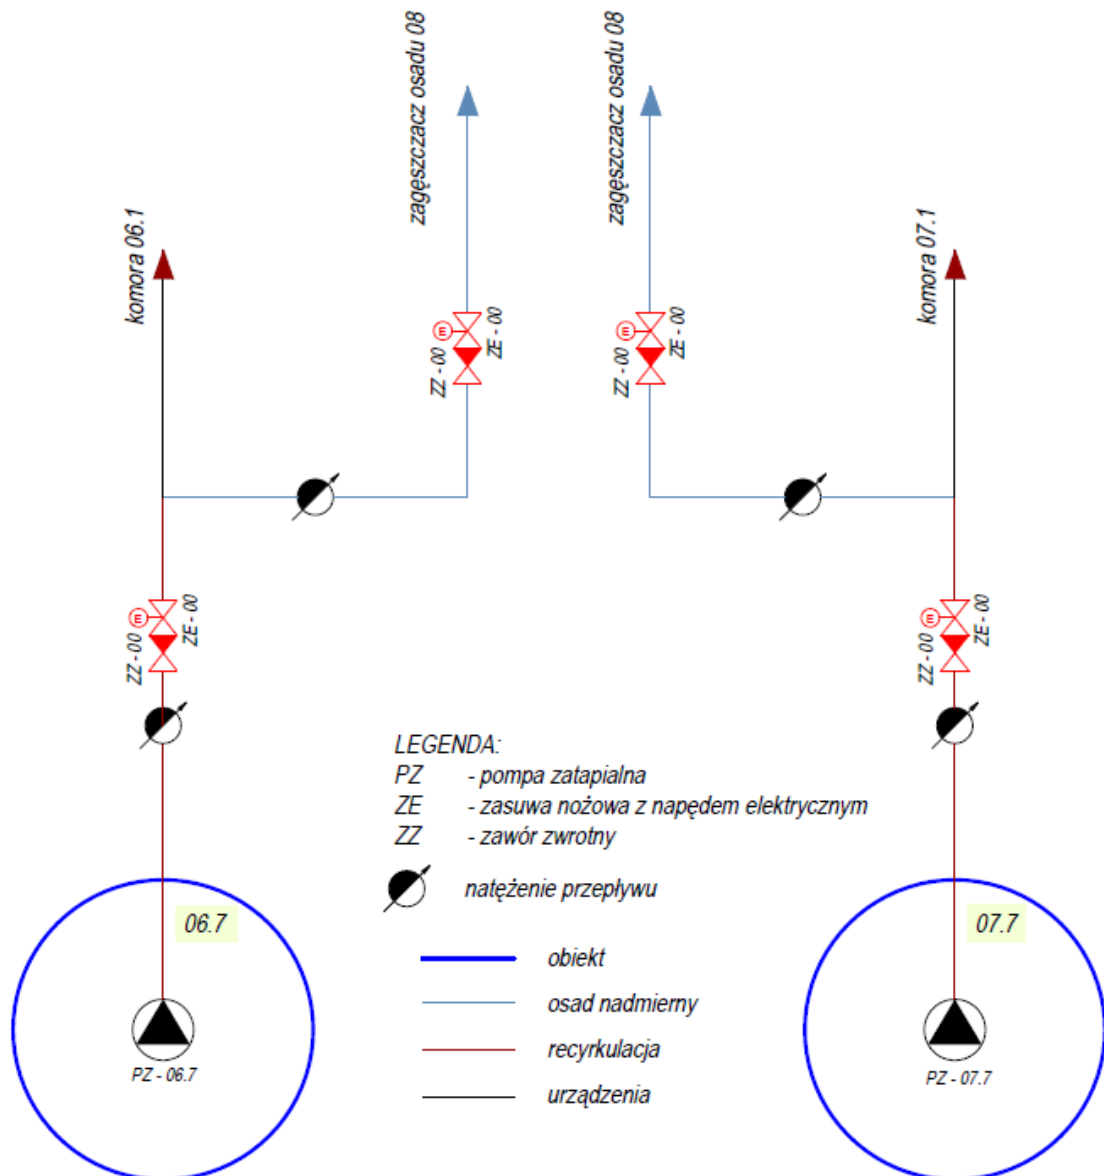 zagęszczacz osadu 08
zagęszczacz osadu 08
komora 06.1
komora 07.1
m
ZZ - 00
ZE - 00
m
ZZ - 00
ZE - 00
m
ZZ - 00
ZE - 00
m
ZZ - 00
ZE - 00
LEGENDA:
PZ - pompa zatapialna
ZE - zasuwa nożowa z napędem elektrycznym
ZZ - zawór zwrotny
natężenie przepływu
06.7
07.7
obiekt
osad nadmierny
recyrkulacja
urządzenia
PZ - 06.7
PZ - 07.7